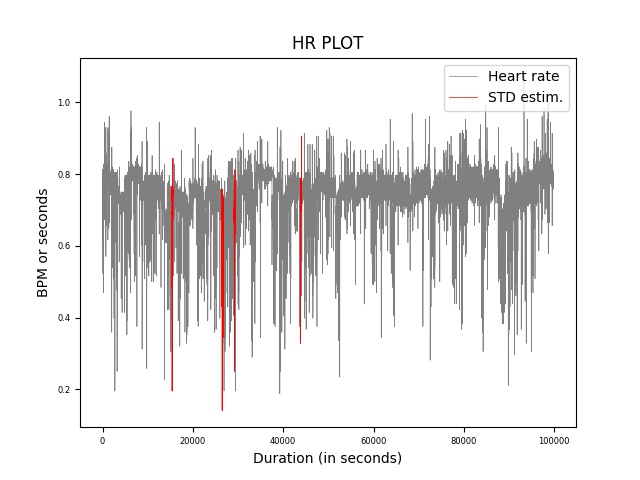 HR PLOT
Heart rate
STD estim.
1.0
0.8
0.6
0.4
0.2
BPM or seconds
0 20000 40000 60000 80000 100000
Duration (in seconds)